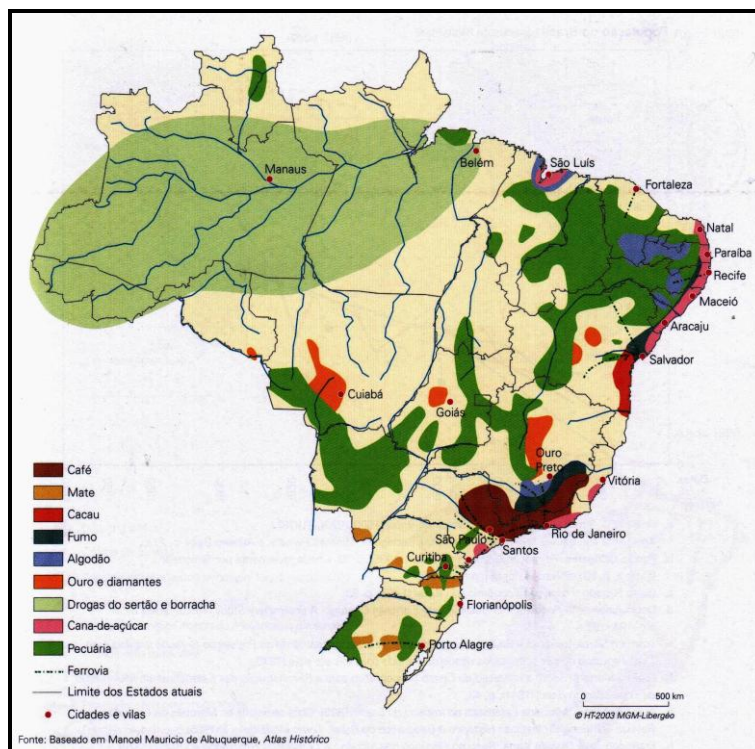 São Luís
Manaus
Belém
Fortaleza
Natal
Paraíba
Recife
Maceió
Aracaju
Salvador
Cuiabá
Goiás
Ouro
Preto
Vitória
São Paulo
Rio de Janeiro
Santos
Curitiba
Florianópolis
Porto Alagre
Café
Mate
Cacau
Fumo
Algodão
Ouro e diamantes
Drogas do sertão e borracha
Cana-de-açúcar
Pecuária
Ferrovia
Limite dos Estados atuais
Cidades e vilas
0 500 km
© HT-2003 MGM-Libergéo
Fonte: Baseado em Manoel Mauricio de Albuquerque, Atlas Histórico